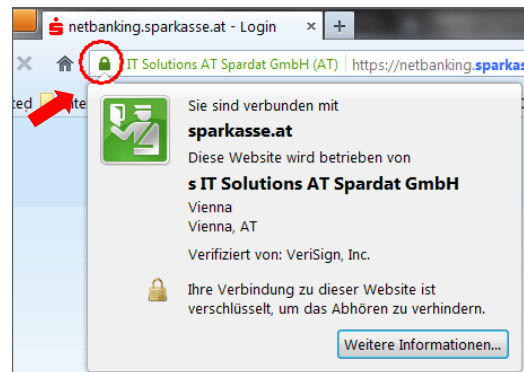 netbanking.sparkasse.at - Login × +
IT Solutions AT Spardat GmbH (AT) https://netbanking.sparkas
Sie sind verbunden mit
sparkasse.at
Diese Website wird betrieben von
s IT Solutions AT Spardat GmbH
Vienna
Vienna, AT
Verifiziert von: VeriSign, Inc.
Ihre Verbindung zu dieser Website ist
verschlüsselt, um das Abhören zu verhindern.
Weitere Informationen...